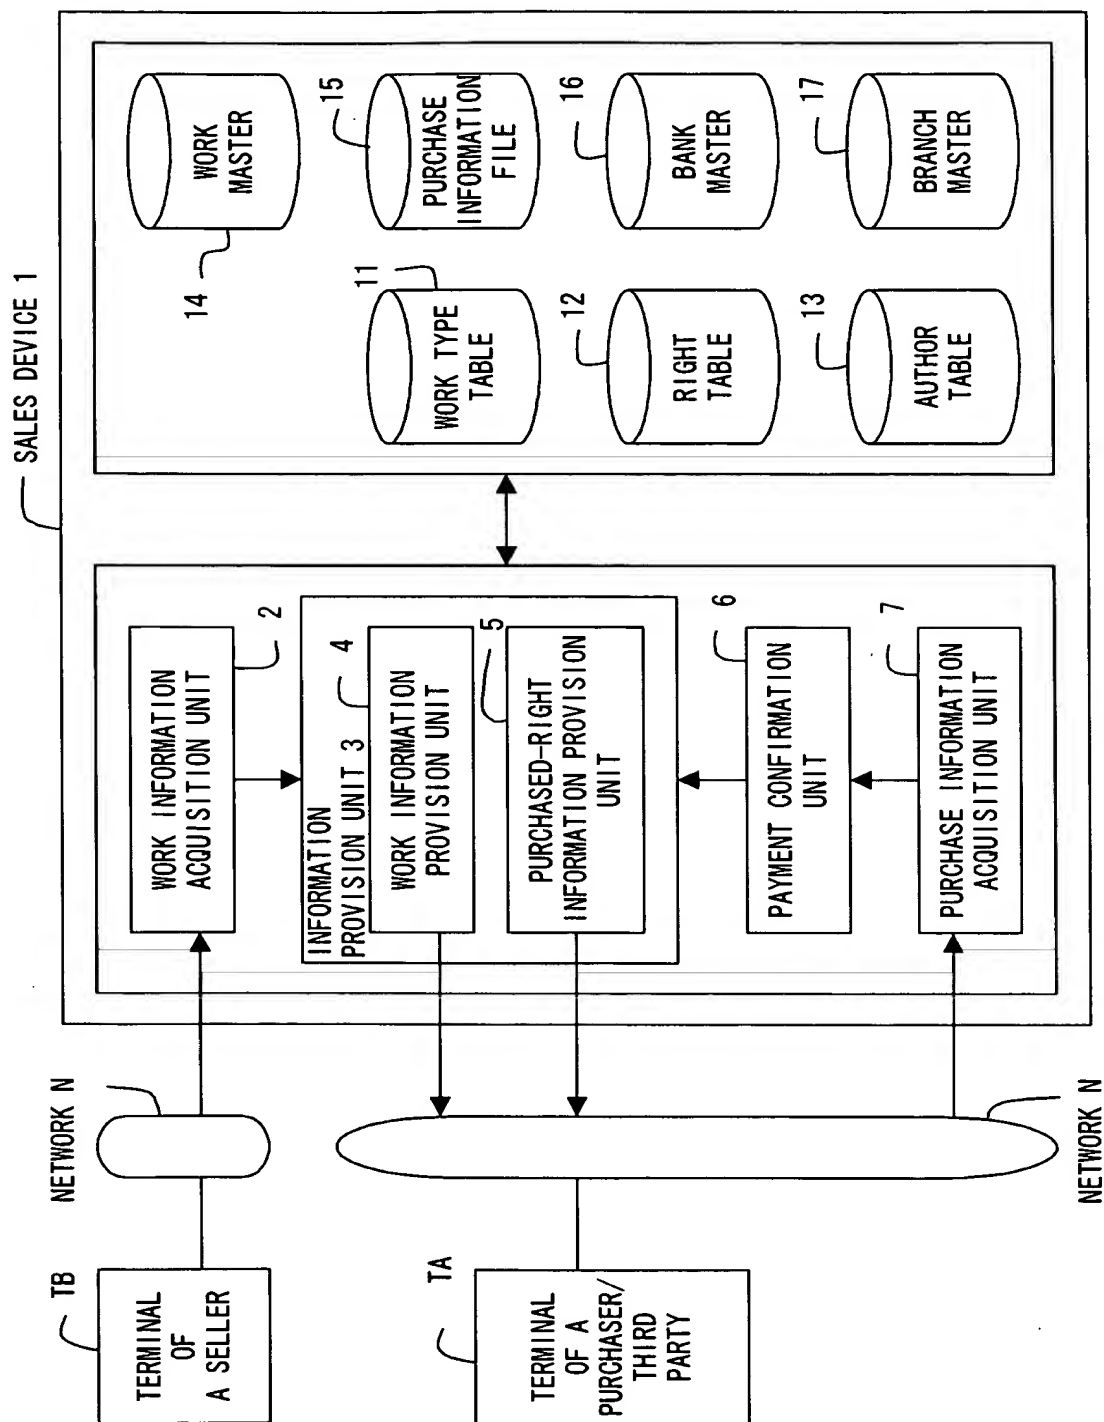 SALES DEVICE 1
TB
TERMINAL
OF
A SELLER
NETWORK N
WORK INFORMATION
ACQUISITION UNIT
2
INFORMATION
PROVISION UNIT 3
WORK INFORMATION
PROVISION UNIT
4
PURCHASED-RIGHT
INFORMATION PROVISION
UNIT
5
PAYMENT CONFIRMATION
UNIT
6
PURCHASE INFORMATION
ACQUISITION UNIT
7
TA
TERMINAL
OF A
PURCHASER/
THIRD
PARTY
NETWORK N
WORK
MASTER
14
WORK TYPE
TABLE
11
PURCHASE
INFORMATION
FILE
15
RIGHT
TABLE
12
BANK
MASTER
16
AUTHOR
TABLE
13
BRANCH
MASTER
17